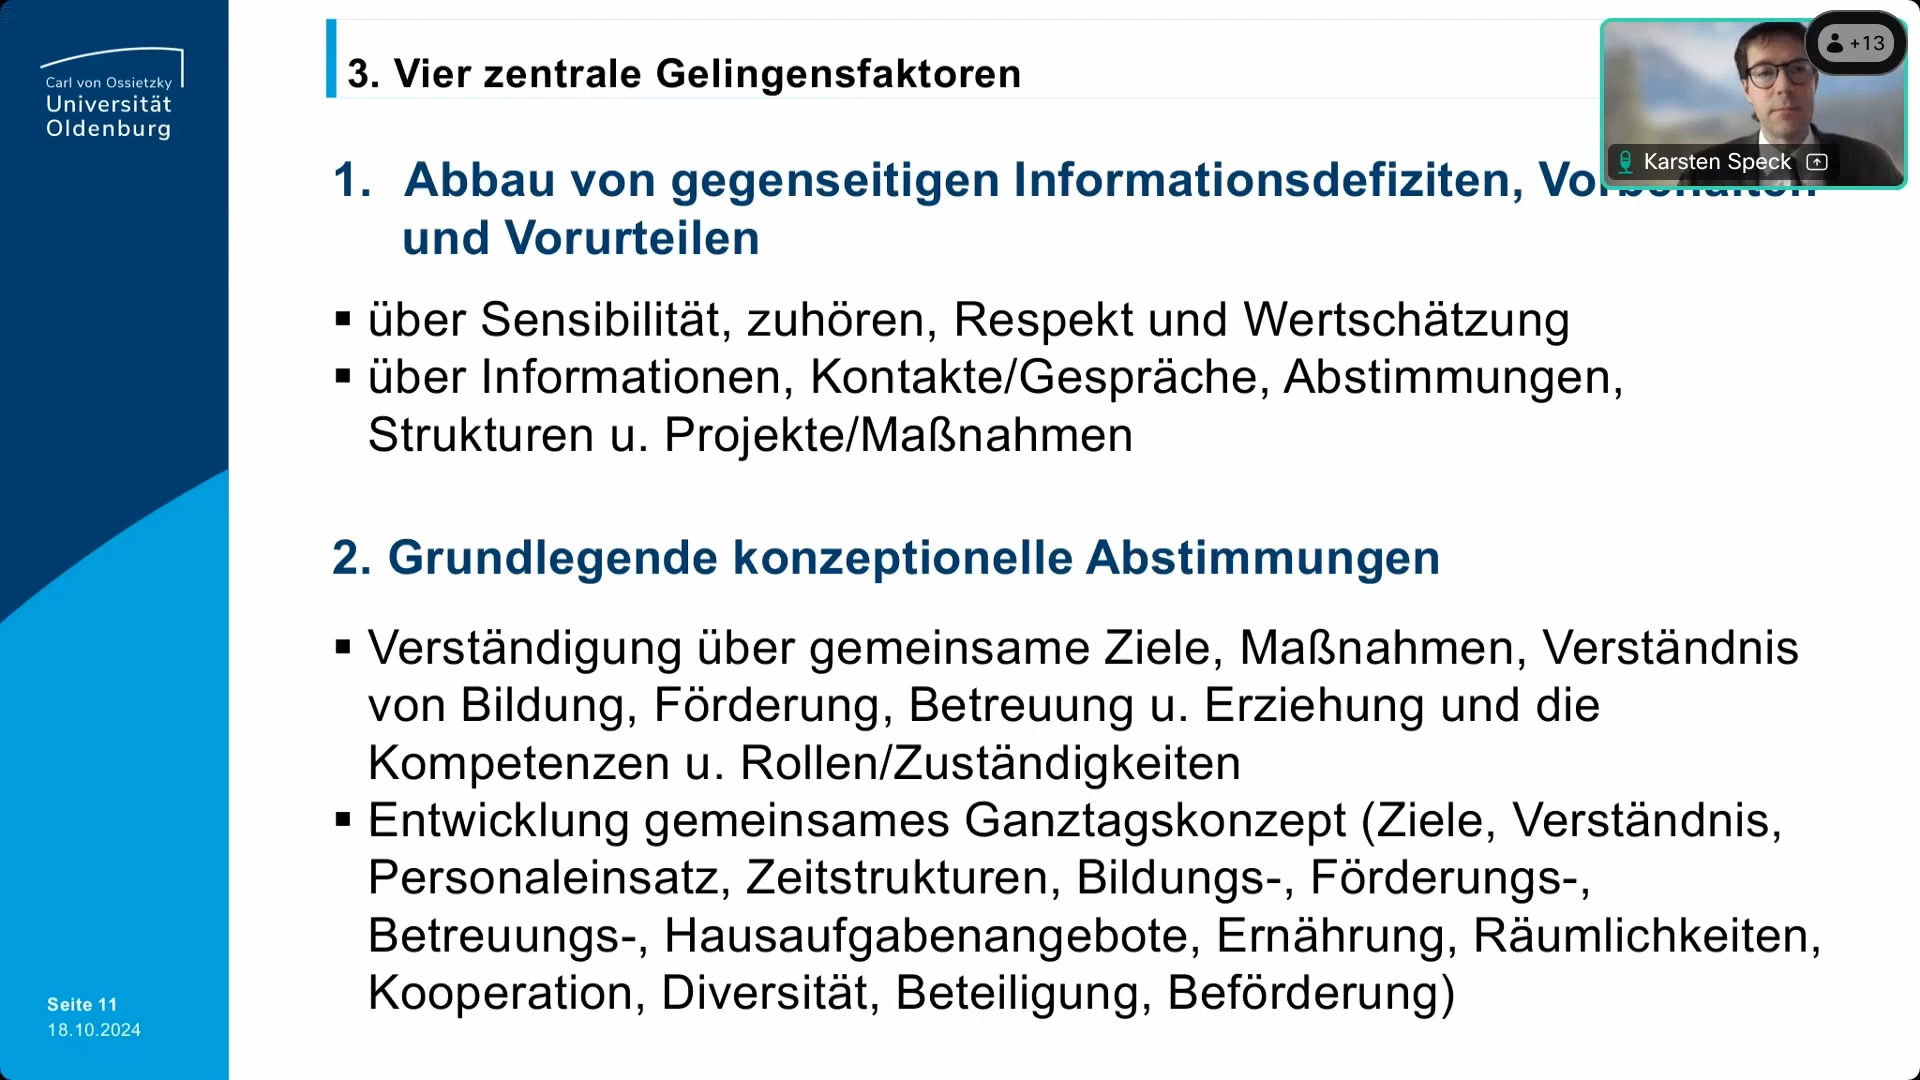 Carl von Ossietzky
Universität
Oldenburg
3. Vier zentrale Gelingensfaktoren
+13
Karsten Speck
1. Abbau von gegenseitigen Informationsdefiziten,
und Vorurteilen
▪ über Sensibilität, zuhören, Respekt und Wertschätzung
▪ über Informationen, Kontakte/Gespräche, Abstimmungen,
Strukturen u. Projekte/Maßnahmen
2. Grundlegende konzeptionelle Abstimmungen
▪ Verständigung über gemeinsame Ziele, Maßnahmen, Verständnis
von Bildung, Förderung, Betreuung u. Erziehung und die
Kompetenzen u. Rollen/Zuständigkeiten
▪ Entwicklung gemeinsames Ganztagskonzept (Ziele, Verständnis,
Personaleinsatz, Zeitstrukturen, Bildungs-, Förderungs-,
Betreuungs-, Hausaufgabenangebote, Ernährung, Räumlichkeiten,
Kooperation, Diversität, Beteiligung, Beförderung)
Seite 11
18.10.2024